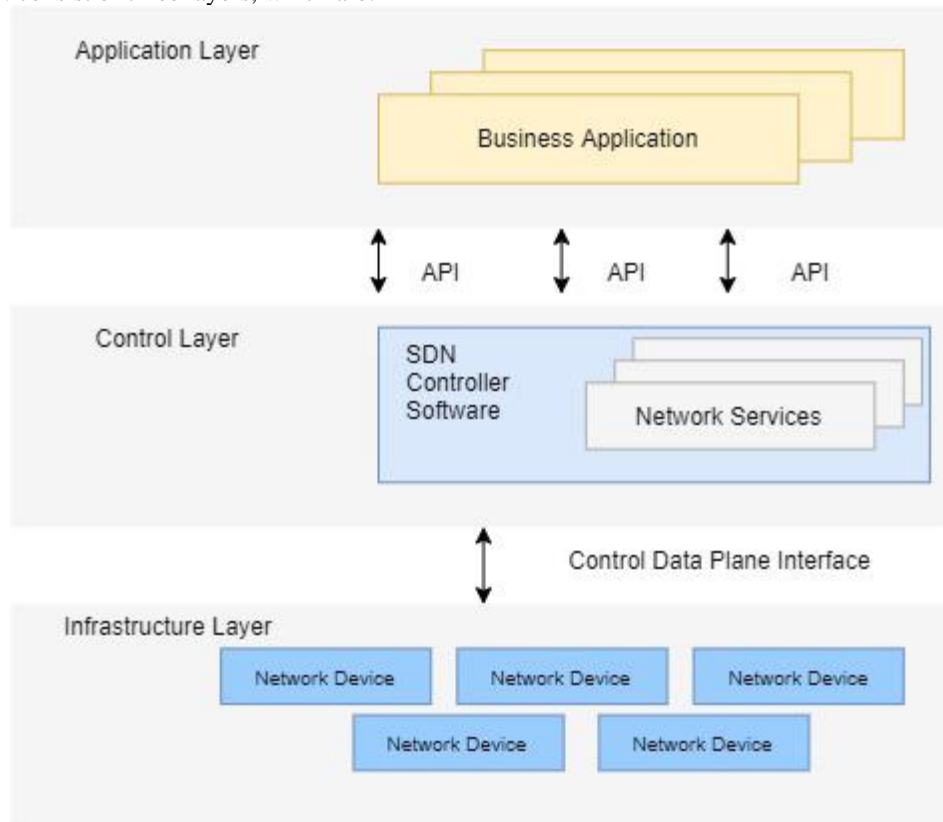 Application Layer
Business Application
API API API
Control Layer
SDN
Controller
Software
Network Services
Control Data Plane Interface
Infrastructure Layer
Network Device Network Device Network Device
Network Device Network Device